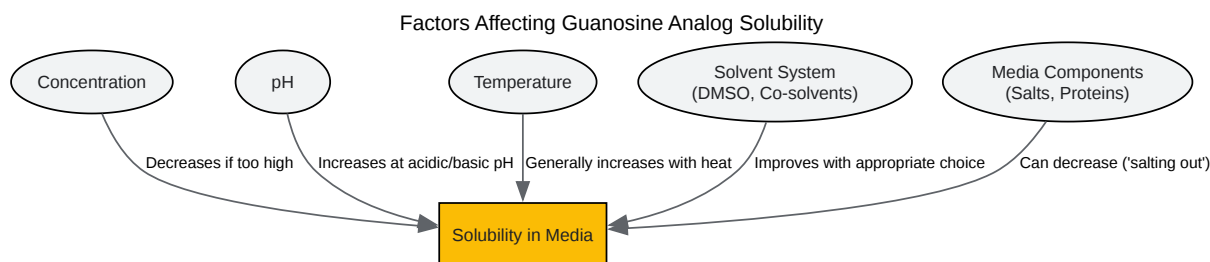 Factors Affecting Guanosine Analog Solubility
Concentration
pH
Temperature
Solvent System
(DMSO, Co-solvents)
Media Components
(Salts, Proteins)
Decreases if too high
Increases at acidic/basic pH
Generally increases with heat
Improves with appropriate choice
Can decrease ('salting out')
Solubility in Media